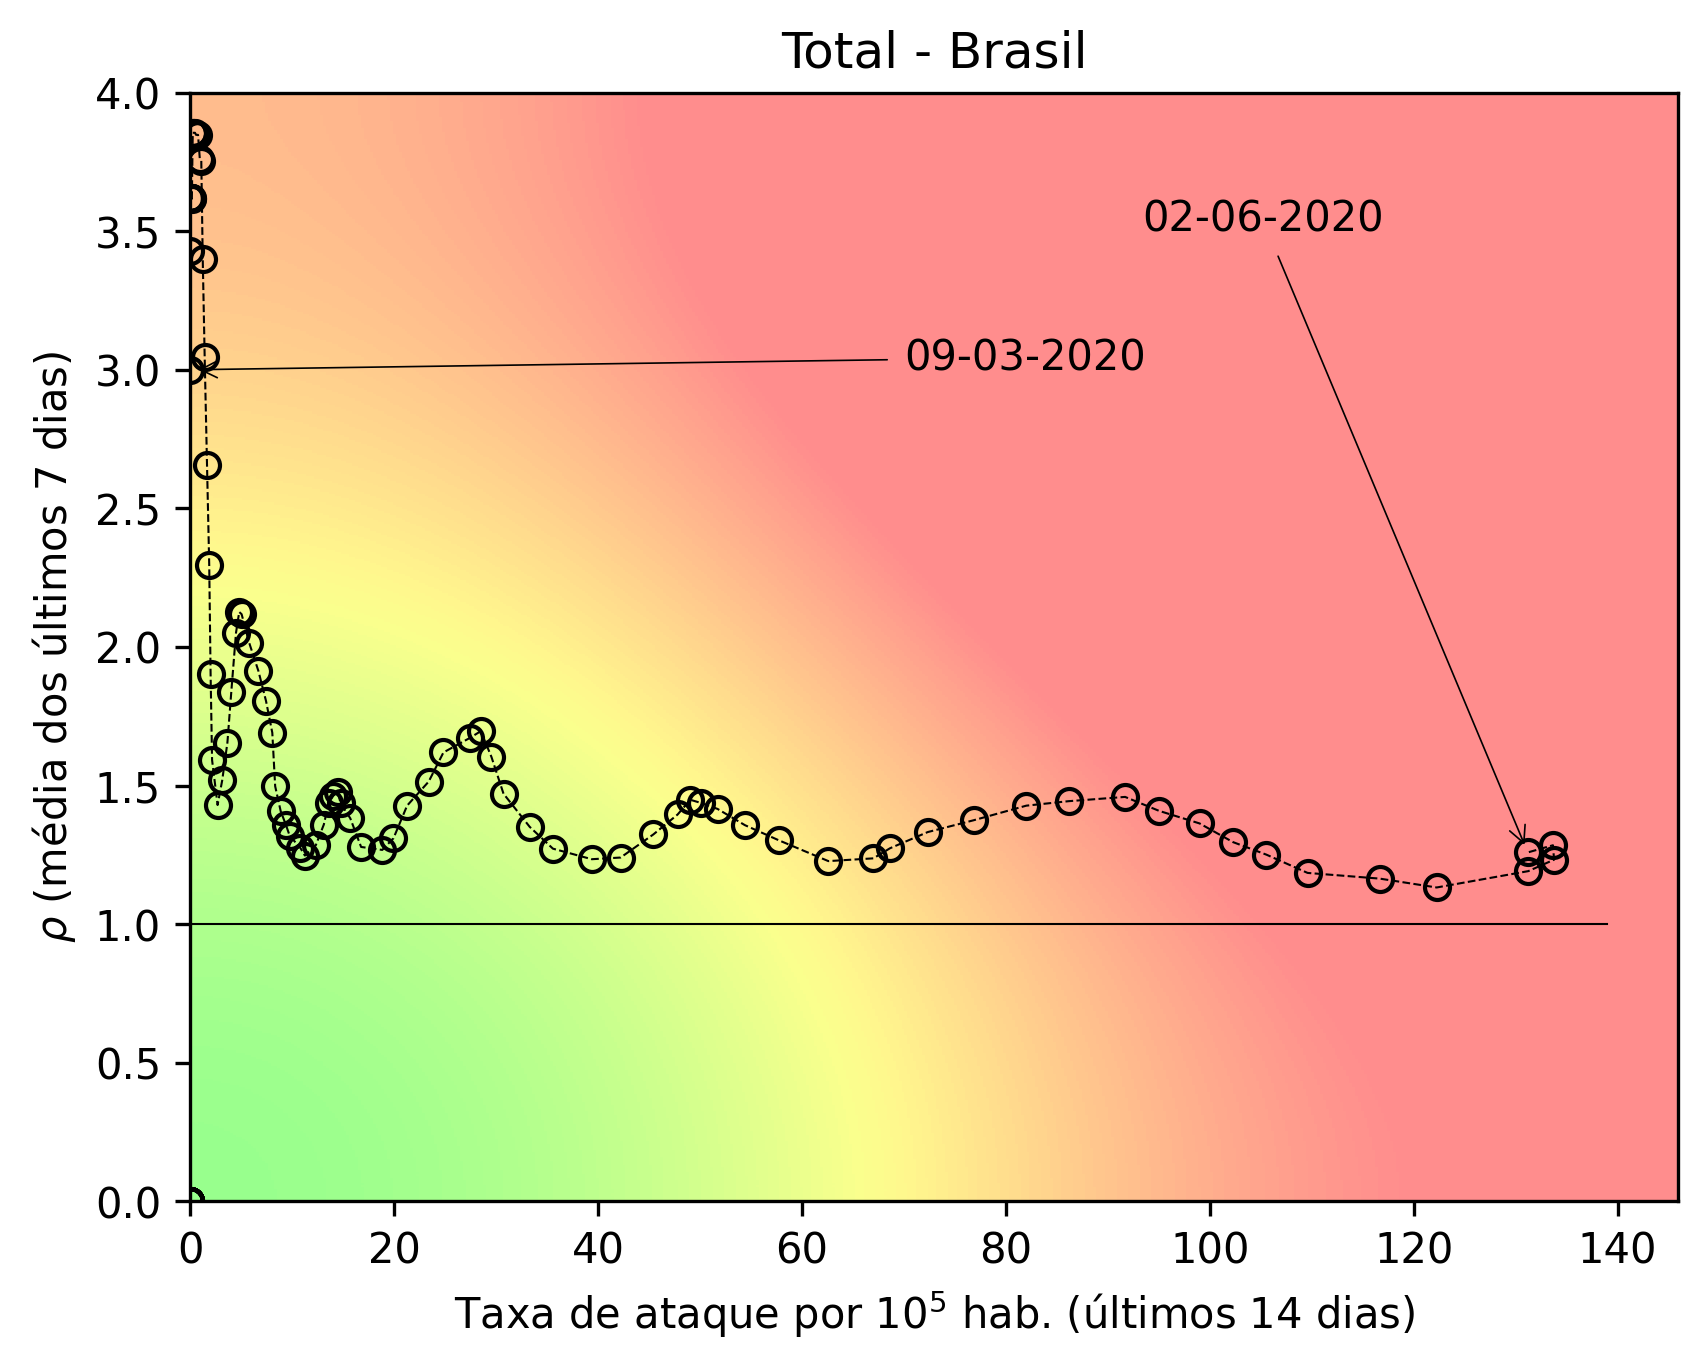 Total - Brasil
4.0
3.5
3.0
2.5
2.0
1.5
1.0
0.5
0.0
ρ (média dos últimos 7 dias)
02-06-2020
09-03-2020
0 20 40 60 80 100 120 140
Taxa de ataque por 10⁵ hab. (últimos 14 dias)